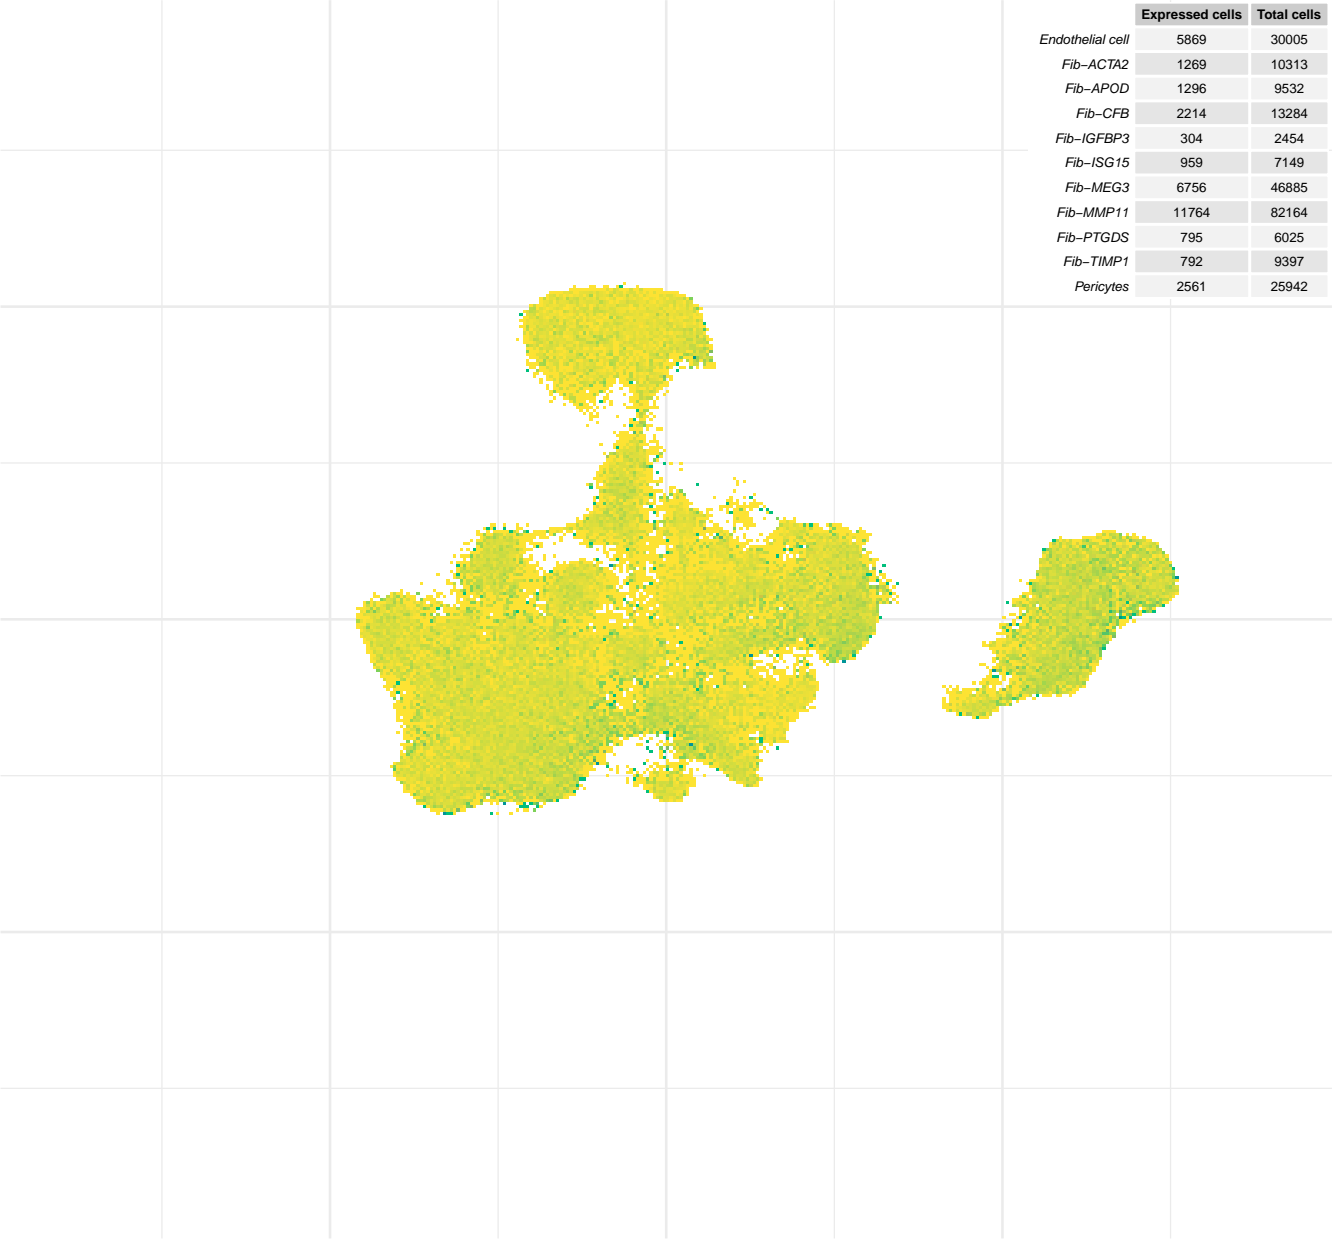 Expressed cells Total cells
Endothelial cell 5869 30005
Fib−ACTA2 1269 10313
Fib−APOD 1296 9532
Fib−CFB 2214 13284
Fib−IGFBP3 304 2454
Fib−ISG15 959 7149
Fib−MEG3 6756 46885
Fib−MMP11 11764 82164
Fib−PTGDS 795 6025
Fib−TIMP1 792 9397
Pericytes 2561 25942